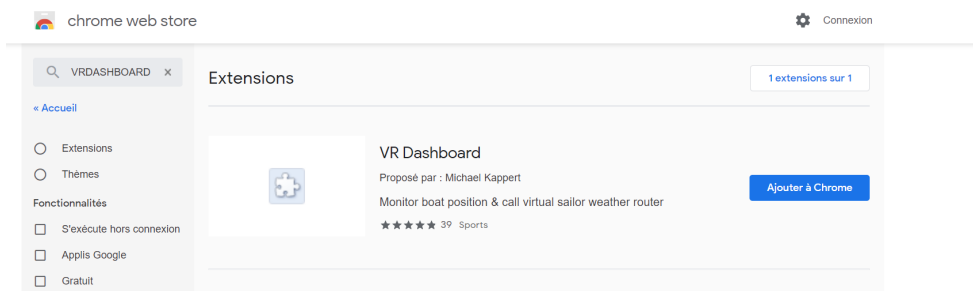 chrome web store
Connexion
VRDASHBOARD ×
Extensions
1 extensions sur 1
« Accueil
Extensions
Thèmes
Fonctionnalités
S'exécute hors connexion
Applis Google
Gratuit
VR Dashboard
Proposé par : Michael Kappert
Monitor boat position & call virtual sailor weather router
★★★★★ 39 Sports
Ajouter à Chrome